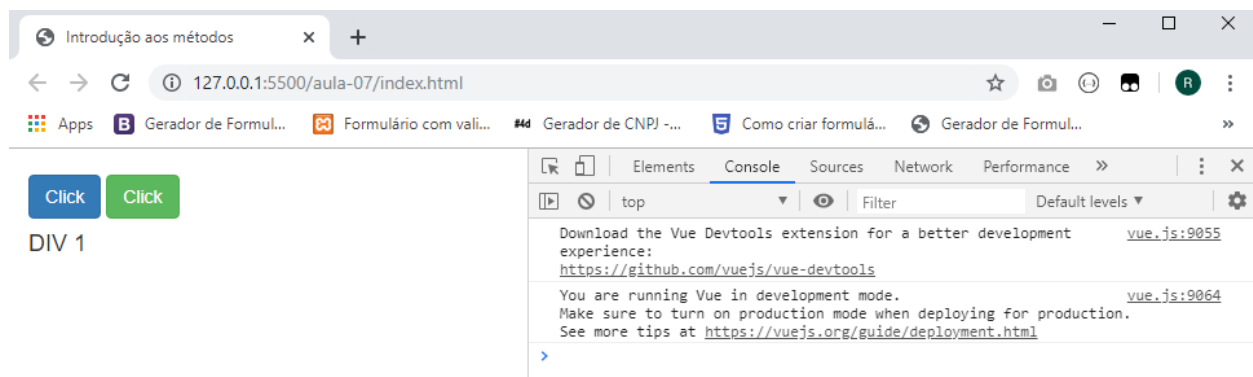 Introdução aos métodos
127.0.0.1:5500/aula-07/index.html
R
Apps
B Gerador de Formul...
Formulário com vali...
#4d Gerador de CNPJ -...
5 Como criar formulá...
Gerador de Formul...
»
Click
Click
DIV 1
Elements Console Sources Network Performance »
top Filter Default levels
Download the Vue Devtools extension for a better development vue.js:9055
experience:
https://github.com/vuejs/vue-devtools
You are running Vue in development mode. vue.js:9064
Make sure to turn on production mode when deploying for production.
See more tips at https://vuejs.org/guide/deployment.html